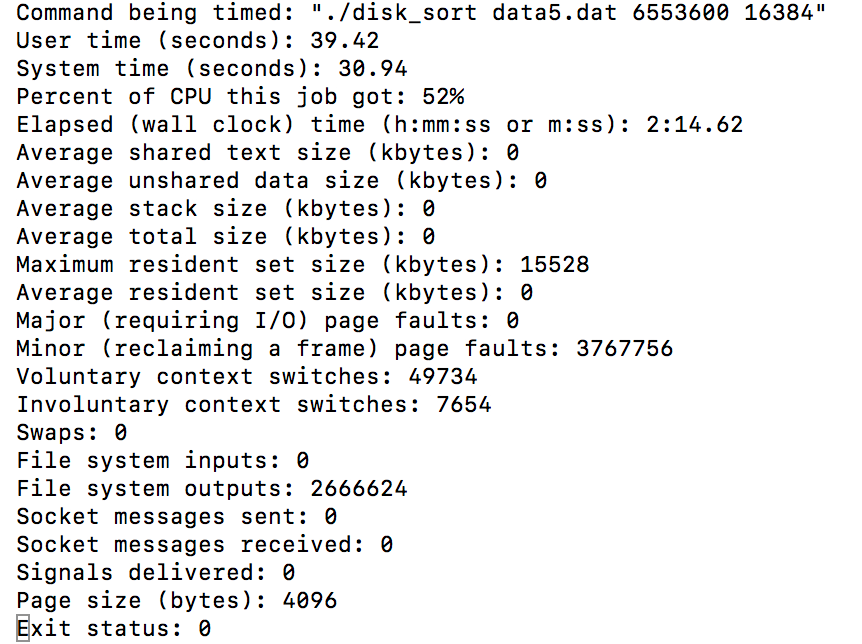 Command being timed: "./disk_sort data5.dat 6553600 16384"
User time (seconds): 39.42
System time (seconds): 30.94
Percent of CPU this job got: 52%
Elapsed (wall clock) time (h:mm:ss or m:ss): 2:14.62
Average shared text size (kbytes): 0
Average unshared data size (kbytes): 0
Average stack size (kbytes): 0
Average total size (kbytes): 0
Maximum resident set size (kbytes): 15528
Average resident set size (kbytes): 0
Major (requiring I/O) page faults: 0
Minor (reclaiming a frame) page faults: 3767756
Voluntary context switches: 49734
Involuntary context switches: 7654
Swaps: 0
File system inputs: 0
File system outputs: 2666624
Socket messages sent: 0
Socket messages received: 0
Signals delivered: 0
Page size (bytes): 4096
Exit status: 0